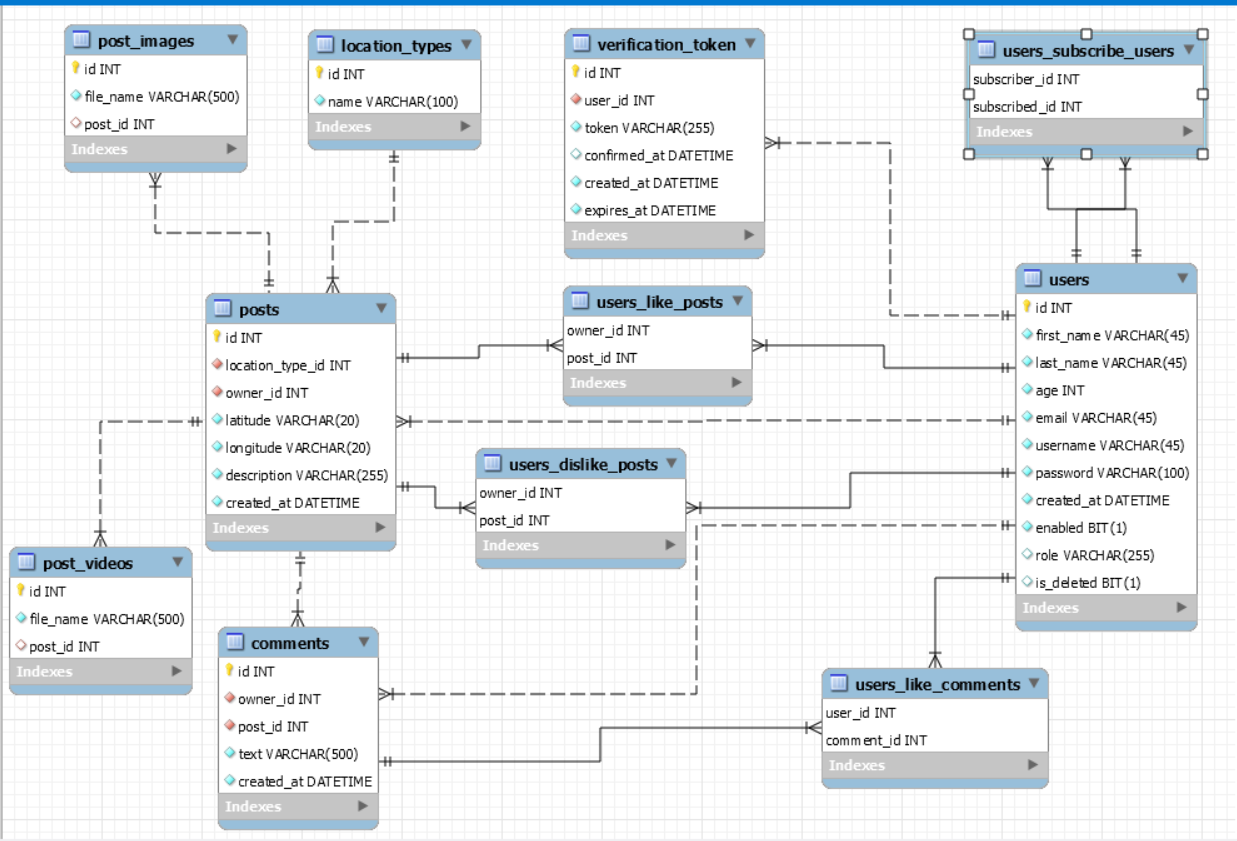 post_images
id INT
file_name VARCHAR(500)
post_id INT
Indexes
location_types
id INT
name VARCHAR(100)
Indexes
verification_token
id INT
user_id INT
token VARCHAR(255)
confirmed_at DATETIME
created_at DATETIME
expires_at DATETIME
Indexes
users_subscribe_users
subscriber_id INT
subscribed_id INT
Indexes
posts
id INT
location_type_id INT
owner_id INT
latitude VARCHAR(20)
longitude VARCHAR(20)
description VARCHAR(255)
created_at DATETIME
Indexes
users_like_posts
owner_id INT
post_id INT
Indexes
users
id INT
first_name VARCHAR(45)
last_name VARCHAR(45)
age INT
email VARCHAR(45)
username VARCHAR(45)
password VARCHAR(100)
created_at DATETIME
enabled BIT(1)
role VARCHAR(255)
is_deleted BIT(1)
Indexes
users_dislike_posts
owner_id INT
post_id INT
Indexes
post_videos
id INT
file_name VARCHAR(500)
post_id INT
Indexes
comments
id INT
owner_id INT
post_id INT
text VARCHAR(500)
created_at DATETIME
Indexes
users_like_comments
user_id INT
comment_id INT
Indexes